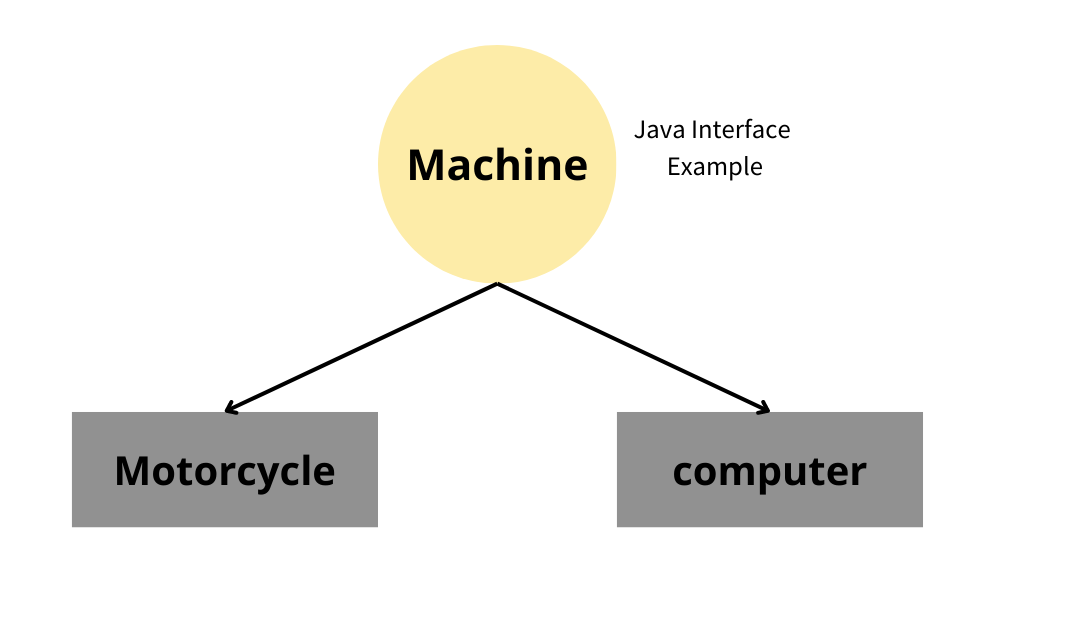 Machine
Java Interface
Example
Motorcycle
computer